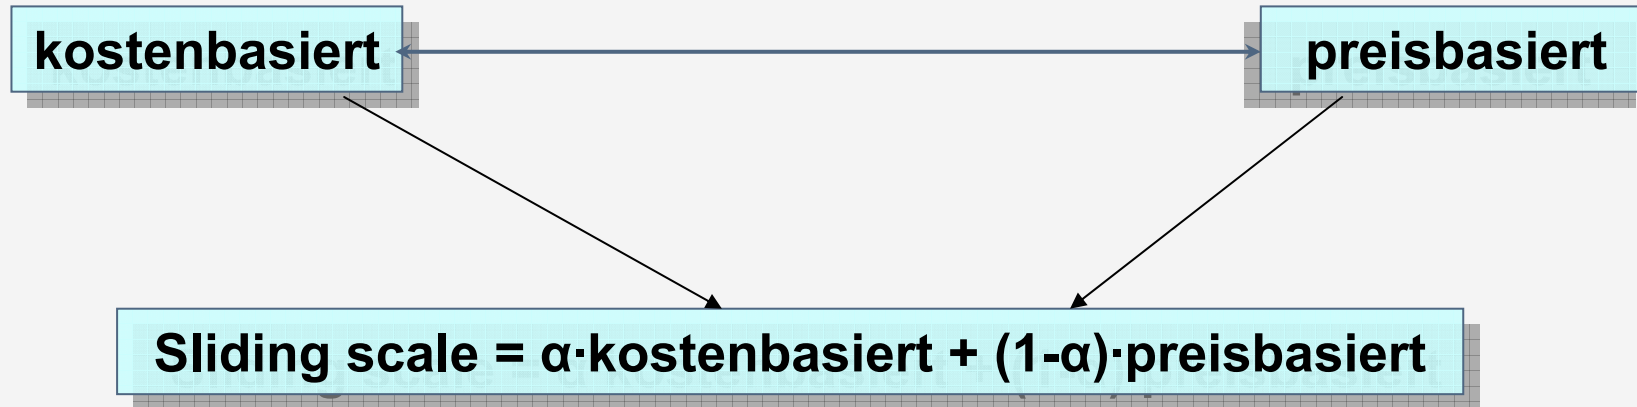 kostenbasiert
preisbasiert
Sliding scale = α·kostenbasiert + (1-α)·preisbasiert